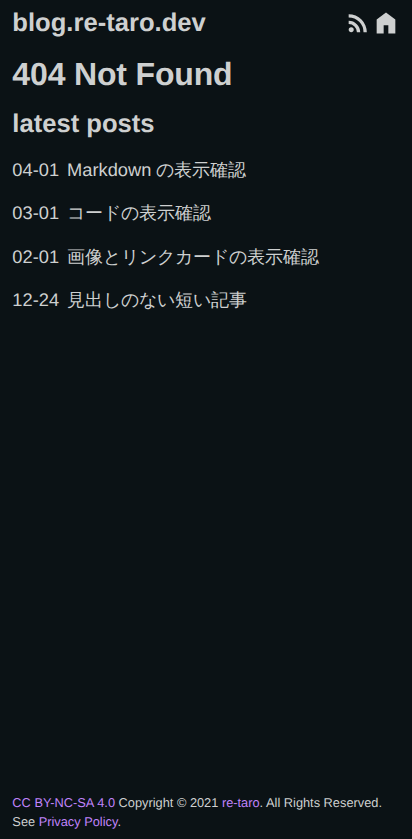 blog.re-taro.dev
404 Not Found
latest posts
04-01 Markdown の表示確認
03-01 コードの表示確認
02-01 画像とリンクカードの表示確認
12-24 見出しのない短い記事
CC BY-NC-SA 4.0 Copyright © 2021 re-taro. All Rights Reserved.
See Privacy Policy.